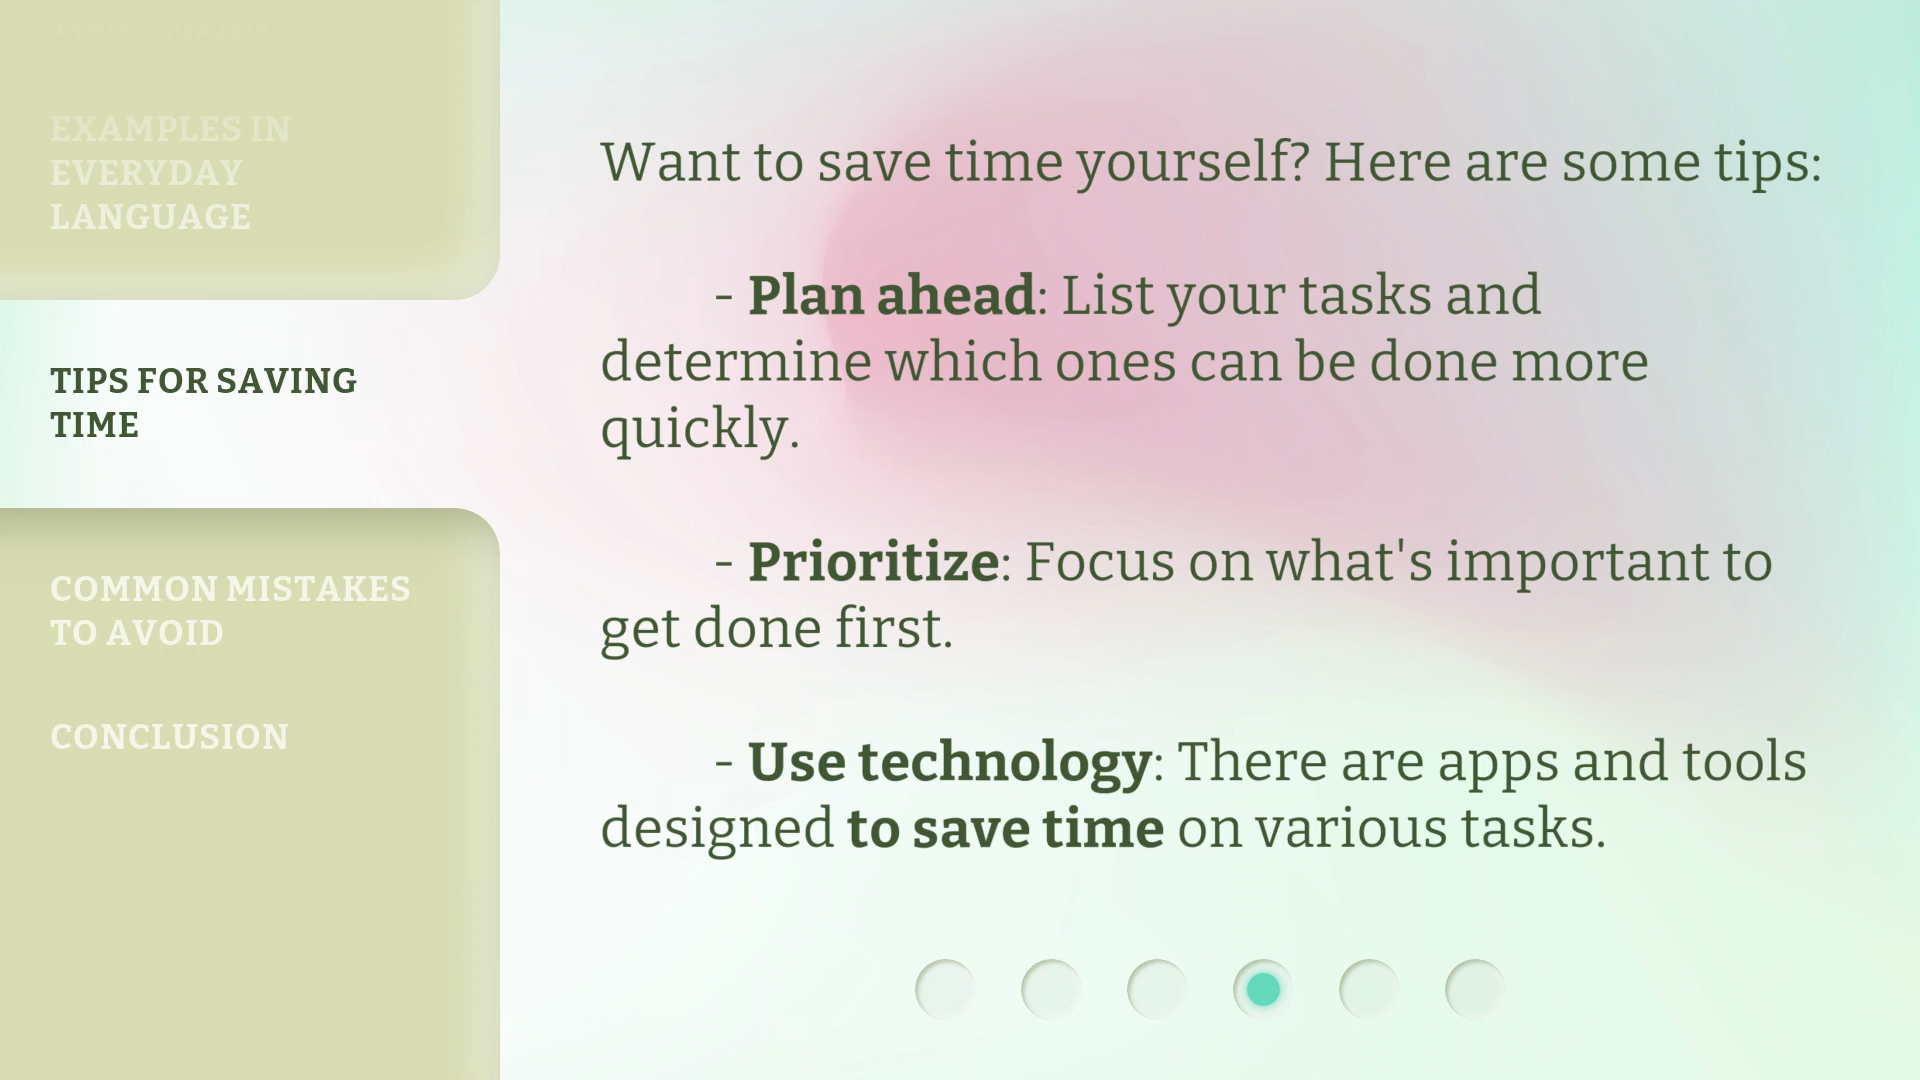 EXAMPLES IN
EVERYDAY
LANGUAGE
TIPS FOR SAVING
TIME
COMMON MISTAKES
TO AVOID
CONCLUSION
Want to save time yourself? Here are some tips:
- Plan ahead: List your tasks and
determine which ones can be done more
quickly.
- Prioritize: Focus on what's important to
get done first.
- Use technology: There are apps and tools
designed to save time on various tasks.